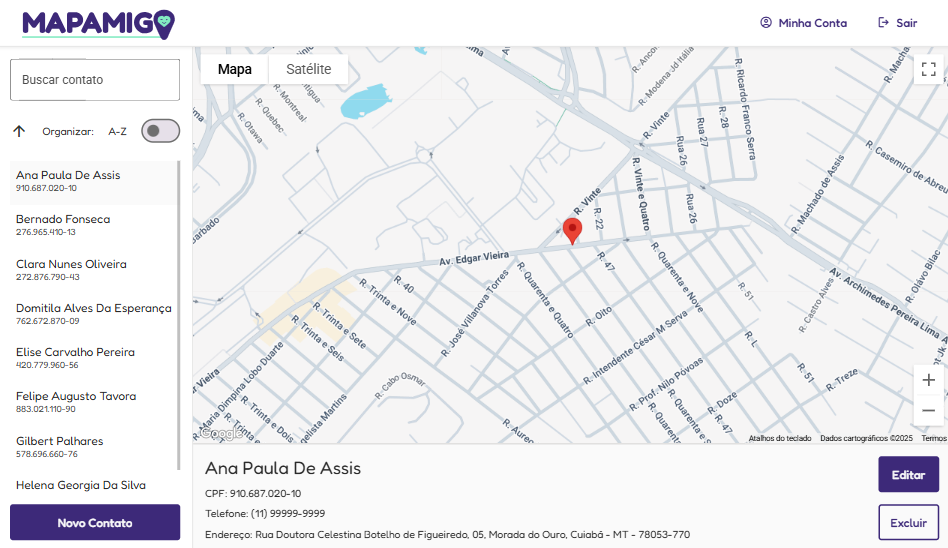 MAPAMIGO
Minha Conta
Sair
Buscar contato
Organizar:
A-Z
Ana Paula De Assis
910.687.020-10
Bernado Fonseca
276.965.410-13
Clara Nunes Oliveira
272.876.790-43
Domitila Alves Da Esperança
762.672.870-09
Elise Carvalho Pereira
420.779.960-56
Felipe Augusto Tavora
883.021.110-90
Gilbert Palhares
578.696.660-76
Helena Georgia Da Silva
Novo Contato
Mapa
Satélite
R. Quebec
R. Montreal
R. Otawa
R. Ancon
R. Modena
Jd Itália
R. Ricardo Franco Serra
R. Vinte
Rua 27
R. 28
Rua 26
R. Vinte e Quatro
Rua 26
R. Vinte
R. 22
R. Macha
R. Casemiro de Abreu
R. Machado de Assis
Av. Edgar Vieira
R. 47
R. 40
R. Trinta e Nove
R. José Villanova Torres
R. Quarenta e Quatro
R. Quarenta e Nove
R. 51
R. Olávo Bilac
R. Castro Alves
Av. Archimedes Pereira Lima
R. Trinta e Sete
R. Trinta e Seis
R. Oito
R. Intendente César M Serva
R. L
R. Maria Dimpina Lobo Duarte
R. Trinta e Dois
R. Cabo Osmar
R. Prof. Nilo Póvoas
R. 51
R. Treze
R. Doze
R. Quarenta e Nove
R. Aureo
Google
Atalhos do teclado
Dados cartográficos ©2025
Termos
Ana Paula De Assis
CPF: 910.687.020-10
Telefone: (11) 99999-9999
Endereço: Rua Doutora Celestina Botelho de Figueiredo, 05, Morada do Ouro, Cuiabá - MT - 78053-770
Editar
Excluir